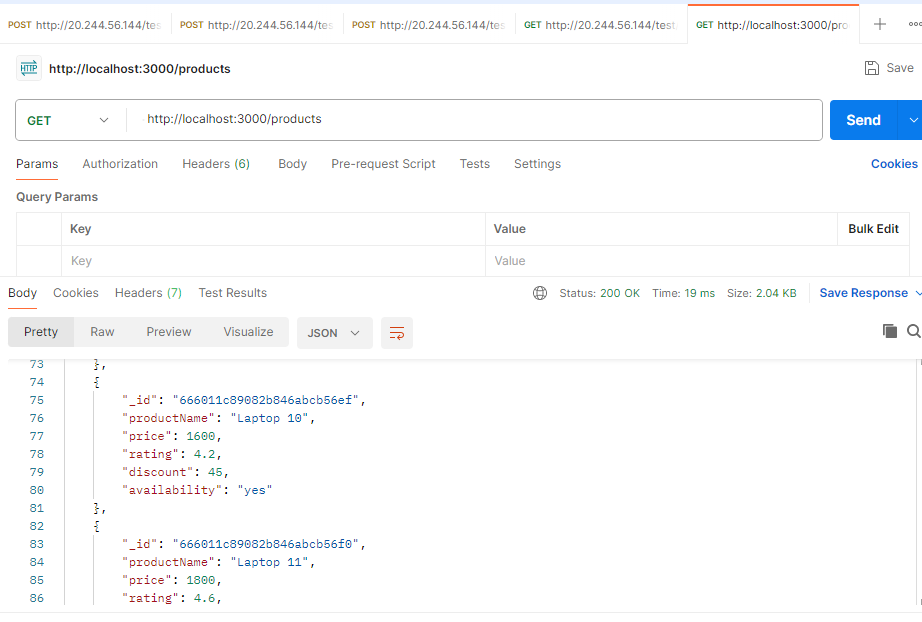 POST http://20.244.56.144/tes POST http://20.244.56.144/tes POST http://20.244.56.144/tes GET http://20.244.56.144/test. GET http://localhost:3000/pro
HTTP http://localhost:3000/products Save
GET http://localhost:3000/products Send
Params Authorization Headers (6) Body Pre-request Script Tests Settings Cookies
Query Params
Key Value Bulk Edit
Key Value
Body Cookies Headers (7) Test Results Status: 200 OK Time: 19 ms Size: 2.04 KB Save Response
Pretty Raw Preview Visualize JSON
73 },
74 {
75 "_id": "666011c89082b846abcb56ef",
76 "productName": "Laptop 10",
77 "price": 1600,
78 "rating": 4.2,
79 "discount": 45,
80 "availability": "yes"
81 },
82 {
83 "_id": "666011c89082b846abcb56f0",
84 "productName": "Laptop 11",
85 "price": 1800,
86 "rating": 4.6,